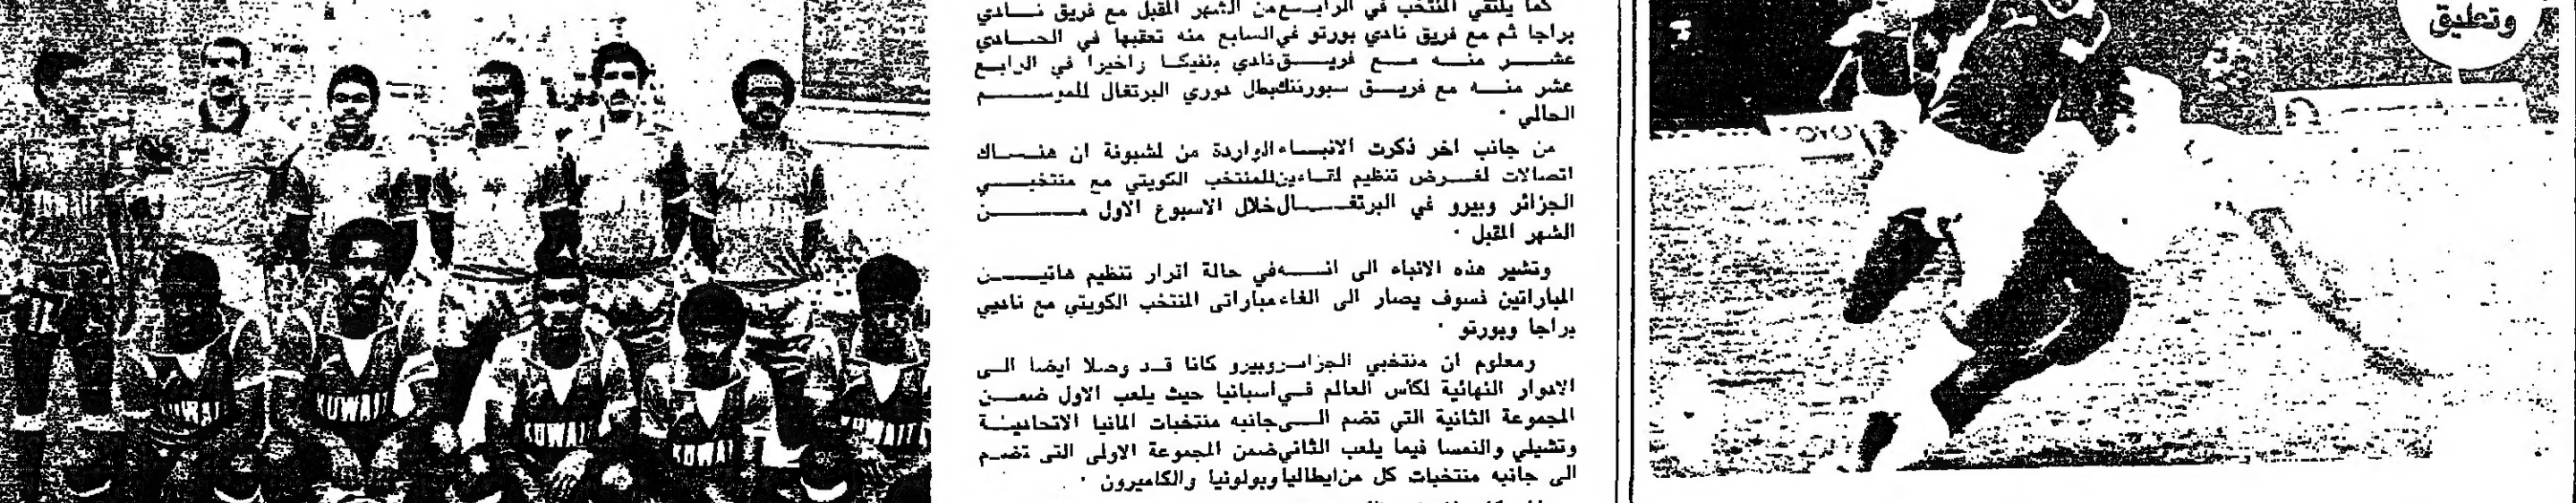 وتعليق
كما يلتقي المنتخب في الرابع من الشهر المقبل مع فريق نادي
براجا ثم مع فريق نادي بورتو في السابع منه تعقبها في الحادي
عشر منه مع فريق نادي بنفيكا واخيرا في الرابع
عشر منه مع فريق سبورتنك بطل دوري البرتغال للموسم
الحالي .
من جانب اخر ذكرت الانباء الواردة من لشبونة ان هناك
اتصالات لغرض تنظيم لقاءين للمنتخب الكويتي مع منتخبي
الجزائر وبيرو في البرتغال خلال الاسبوع الاول من
الشهر المقبل .
وتشير هذه الانباء الى انه في حالة اقرار تنظيم هاتين
المباراتين فسوف يصار الى الغاء مباراتى المنتخب الكويتي مع ناديي
براجا وبورتو .
ومعلوم ان منتخبي الجزائر وبيرو كانا قد وصلا ايضا الى
الادوار النهائية لكأس العالم في اسبانيا حيث يلعب الاول ضمن
المجموعة الثانية التي تضم الى جانبه منتخبات المانيا الاتحادية
وتشيلي والنمسا فيما يلعب الثاني ضمن المجموعة الاولى التى تضم
الى جانبه منتخبات كل من ايطاليا وبولونيا والكاميرون .
KUWAIT
KUWAIT
KUWAIT
KUWAIT